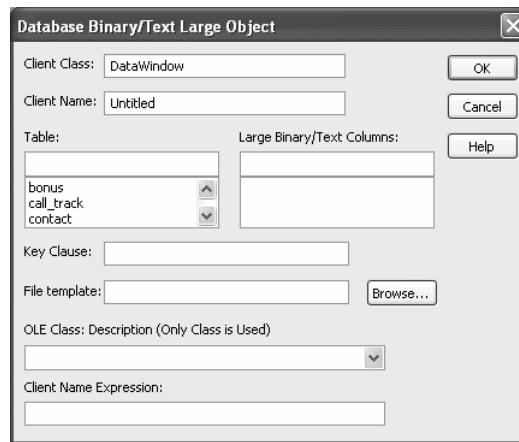 Database Binary/Text Large Object
Client Class: DataWindow
OK
Client Name: Untitled
Cancel
Table: Large Binary/Text Columns:
Help
bonus
call_track
contact
Key Clause:
File template: Browse...
OLE Class: Description (Only Class is Used)
Client Name Expression: